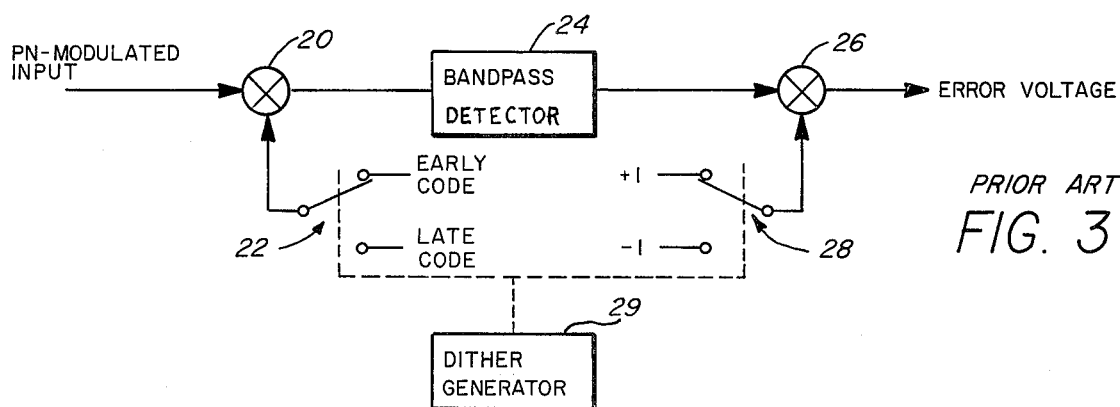 20
24
26
PN-MODULATED
INPUT
BANDPASS
DETECTOR
ERROR VOLTAGE
EARLY
CODE
+1
22
LATE
CODE
-1
28
PRIOR ART
FIG. 3
29
DITHER
GENERATOR